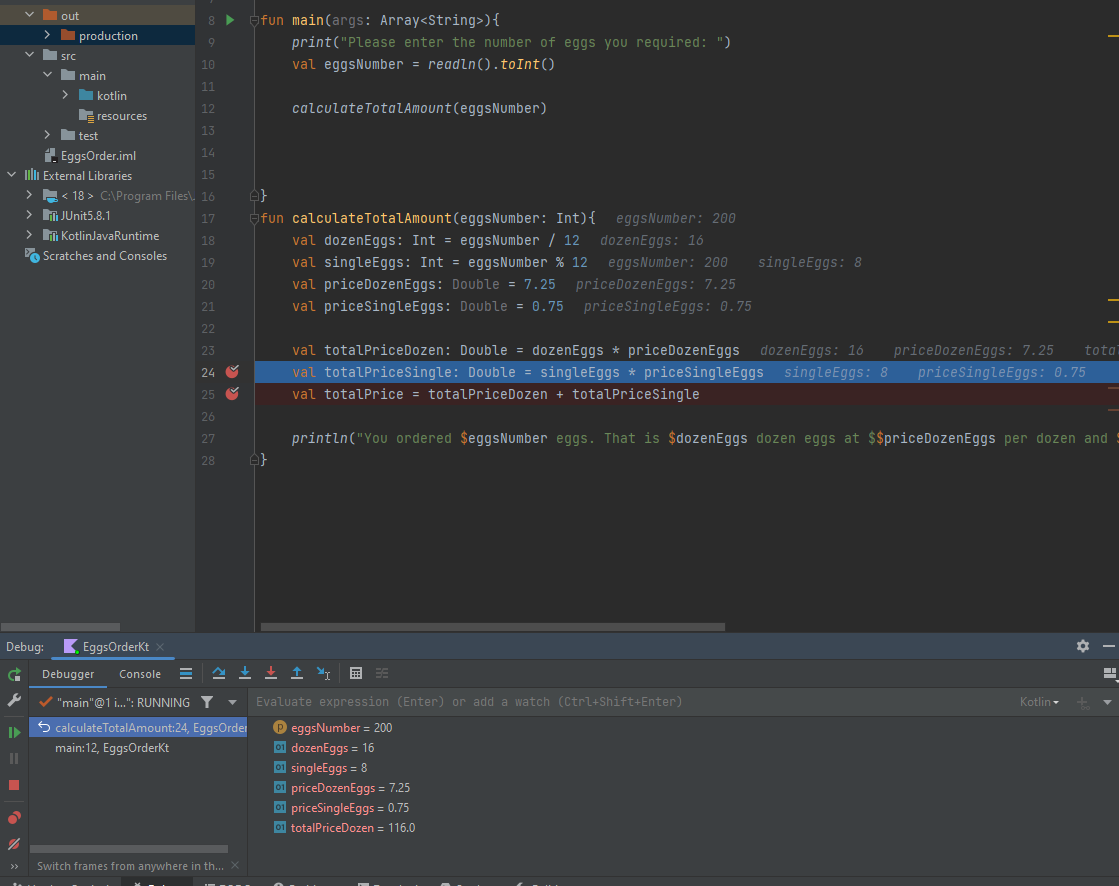 out
production
src
main
kotlin
resources
test
EggsOrder.iml
External Libraries
< 18 > C:\Program Files\
JUnit5.8.1
KotlinJavaRuntime
Scratches and Consoles
8 fun main(args: Array<String>){
9 print("Please enter the number of eggs you required: ")
10 val eggsNumber = readln().toInt()
11
12 calculateTotalAmount(eggsNumber)
13
14
15
16 }
17 fun calculateTotalAmount(eggsNumber: Int){ eggsNumber: 200
18 val dozenEggs: Int = eggsNumber / 12 dozenEggs: 16
19 val singleEggs: Int = eggsNumber % 12 eggsNumber: 200 singleEggs: 8
20 val priceDozenEggs: Double = 7.25 priceDozenEggs: 7.25
21 val priceSingleEggs: Double = 0.75 priceSingleEggs: 0.75
22
23 val totalPriceDozen: Double = dozenEggs * priceDozenEggs dozenEggs: 16 priceDozenEggs: 7.25 total
24 val totalPriceSingle: Double = singleEggs * priceSingleEggs singleEggs: 8 priceSingleEggs: 0.75
25 val totalPrice = totalPriceDozen + totalPriceSingle
26
27 println("You ordered $eggsNumber eggs. That is $dozenEggs dozen eggs at $$priceDozenEggs per dozen and $
28 }
Debug: EggsOrderKt
Debugger Console
"main"@1 i...": RUNNING
Evaluate expression (Enter) or add a watch (Ctrl+Shift+Enter) Kotlin
calculateTotalAmount:24, EggsOrder
main:12, EggsOrderKt
eggsNumber = 200
dozenEggs = 16
singleEggs = 8
priceDozenEggs = 7.25
priceSingleEggs = 0.75
totalPriceDozen = 116.0
Switch frames from anywhere in th...